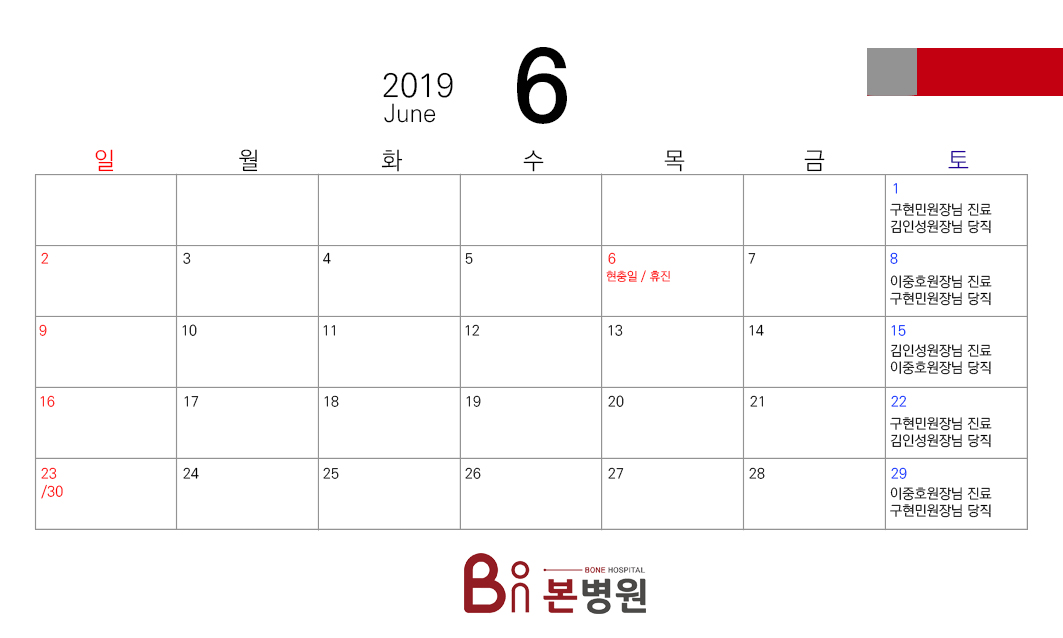 2019
June
6
일 월 화 수 목 금 토
1
구현민원장님 진료
김인성원장님 당직
2 3 4 5 6 7 8
현충일 / 휴진
이중호원장님 진료
구현민원장님 당직
9 10 11 12 13 14 15
김인성원장님 진료
이중호원장님 당직
16 17 18 19 20 21 22
구현민원장님 진료
김인성원장님 당직
23 24 25 26 27 28 29
/30
이중호원장님 진료
구현민원장님 당직
BONE HOSPITAL
본병원